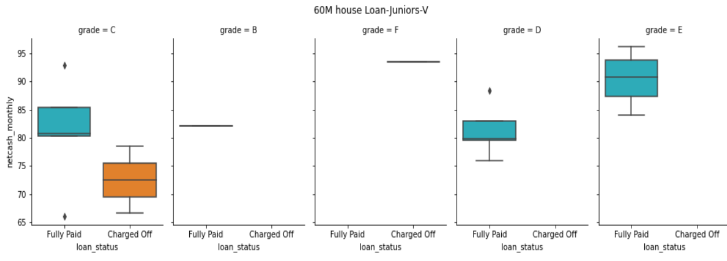 60M house Loan-Juniors-V
grade = C
grade = B
grade = F
grade = D
grade = E
netcash_monthly
95
90
85
80
75
70
65
Fully Paid Charged Off
loan_status
Fully Paid Charged Off
loan_status
Fully Paid Charged Off
loan_status
Fully Paid Charged Off
loan_status
Fully Paid Charged Off
loan_status